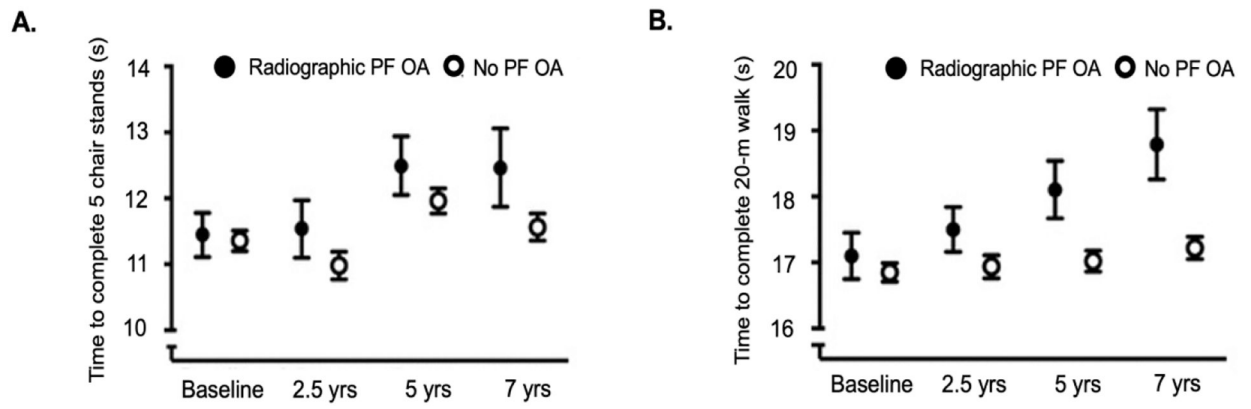 A.
Time to complete 5 chair stands (s)
Radiographic PF OA No PF OA
14
13
12
11
10
Baseline 2.5 yrs 5 yrs 7 yrs
B.
Time to complete 20-m walk (s)
Radiographic PF OA No PF OA
20
19
18
17
16
Baseline 2.5 yrs 5 yrs 7 yrs